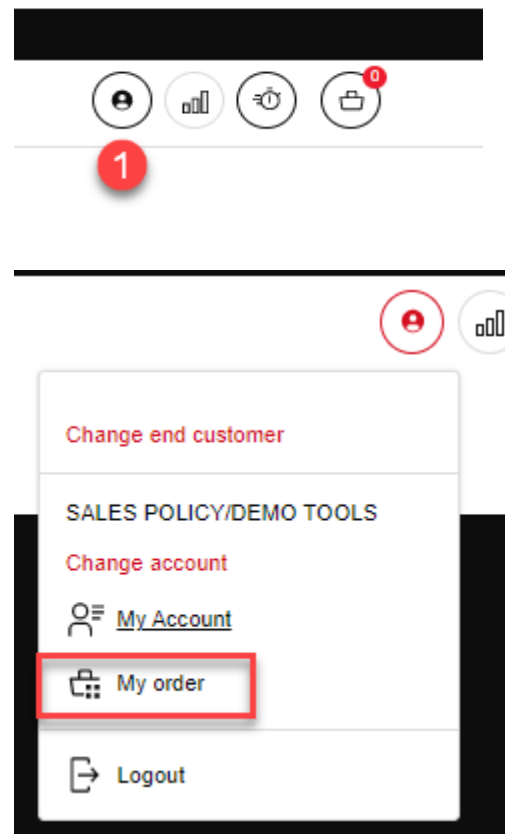 0
1
Change end customer
SALES POLICY/DEMO TOOLS
Change account
My Account
My order
Logout